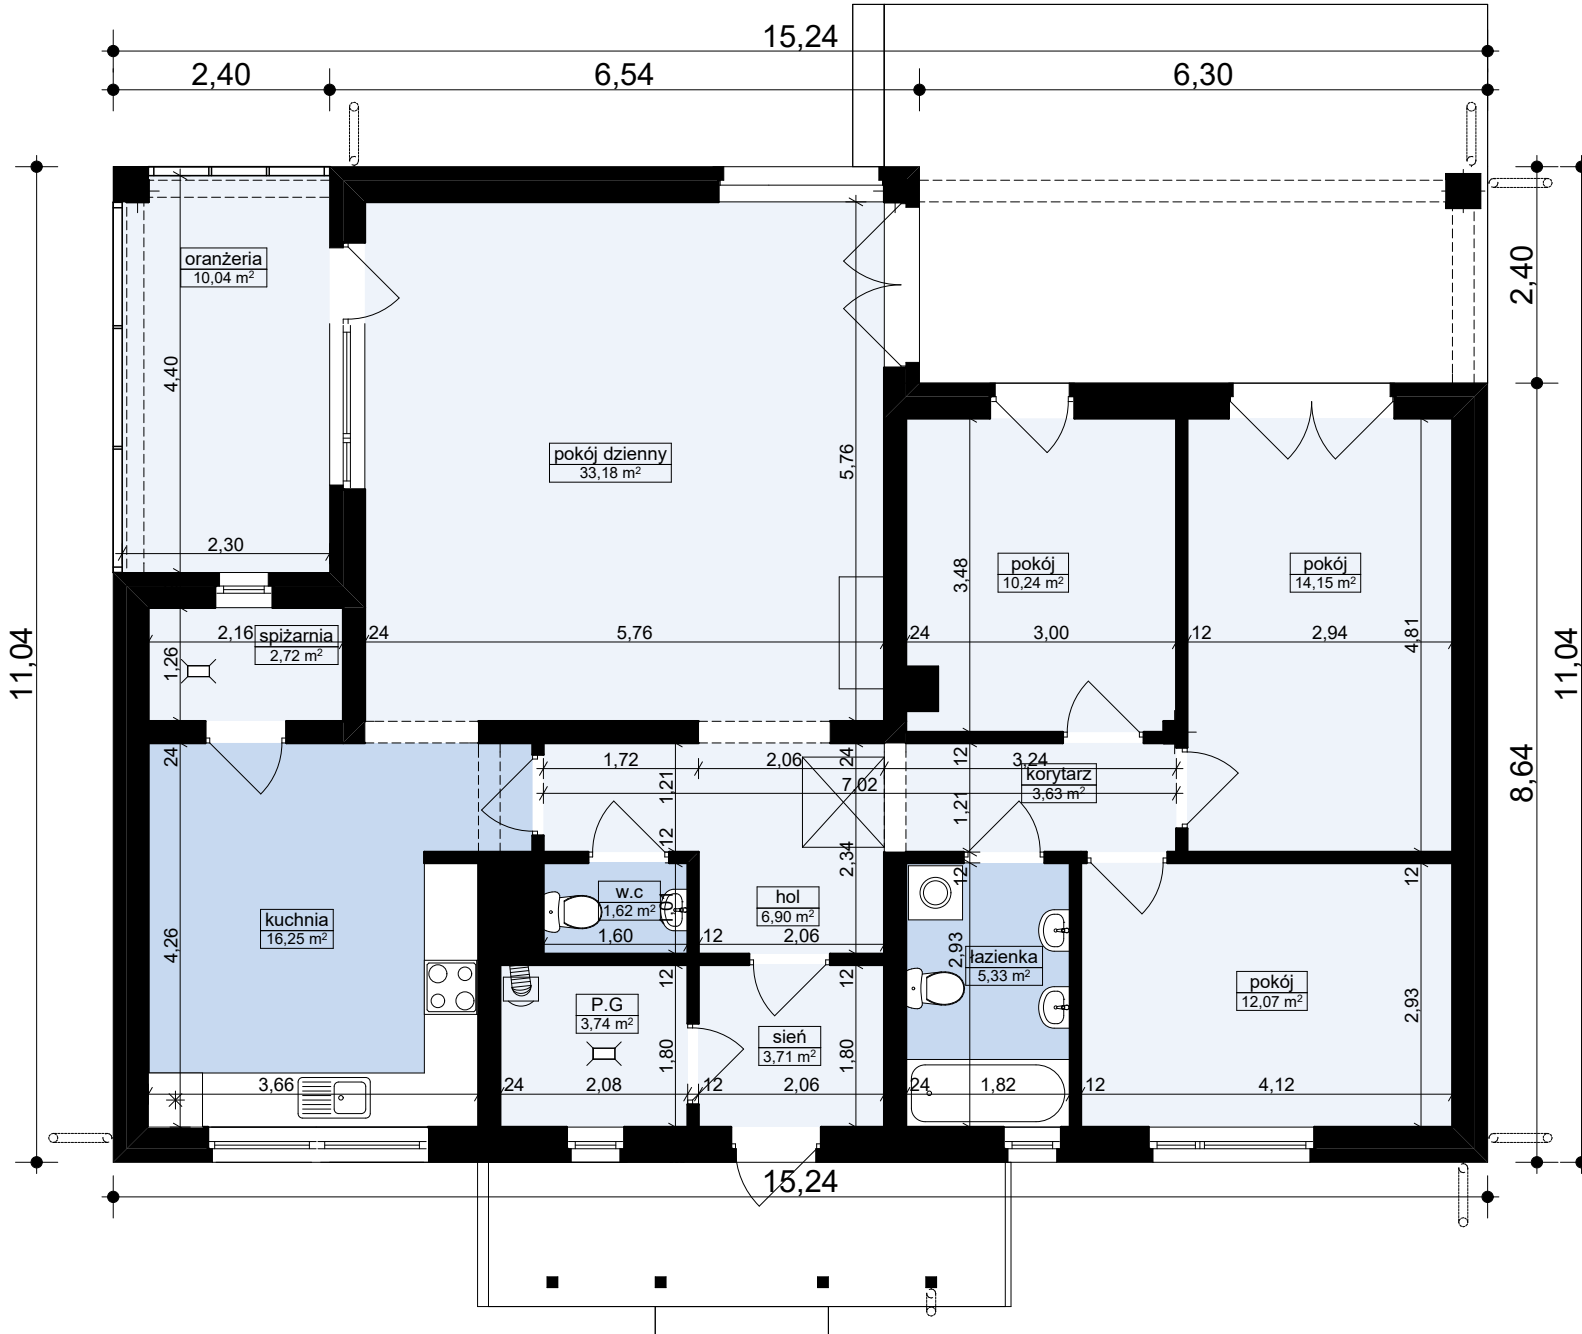 15,24
2,40
6,54
6,30
oranżeria
10,04 m²
4,40
2,30
pokój dzienny
33,18 m²
5,76
5,76
2,40
11,04
11,04
8,64
pokój
10,24 m²
3,48
pokój
14,15 m²
4,81
2,16
spiżarnia
2,72 m²
1,26
24
24
3,00
12
2,94
24
1,72
2,06
24
12
3,24
7,02
korytarz
3,63 m²
1,21
1,21
12
2,34
12
12
kuchnia
16,25 m²
4,26
w.c
1,62 m²
1,60
12
hol
6,90 m²
2,06
2,93
łazienka
5,33 m²
pokój
12,07 m²
2,93
12
12
P.G
3,74 m²
1,80
sień
3,71 m²
1,80
3,66
24
2,08
12
2,06
24
1,82
12
4,12
15,24